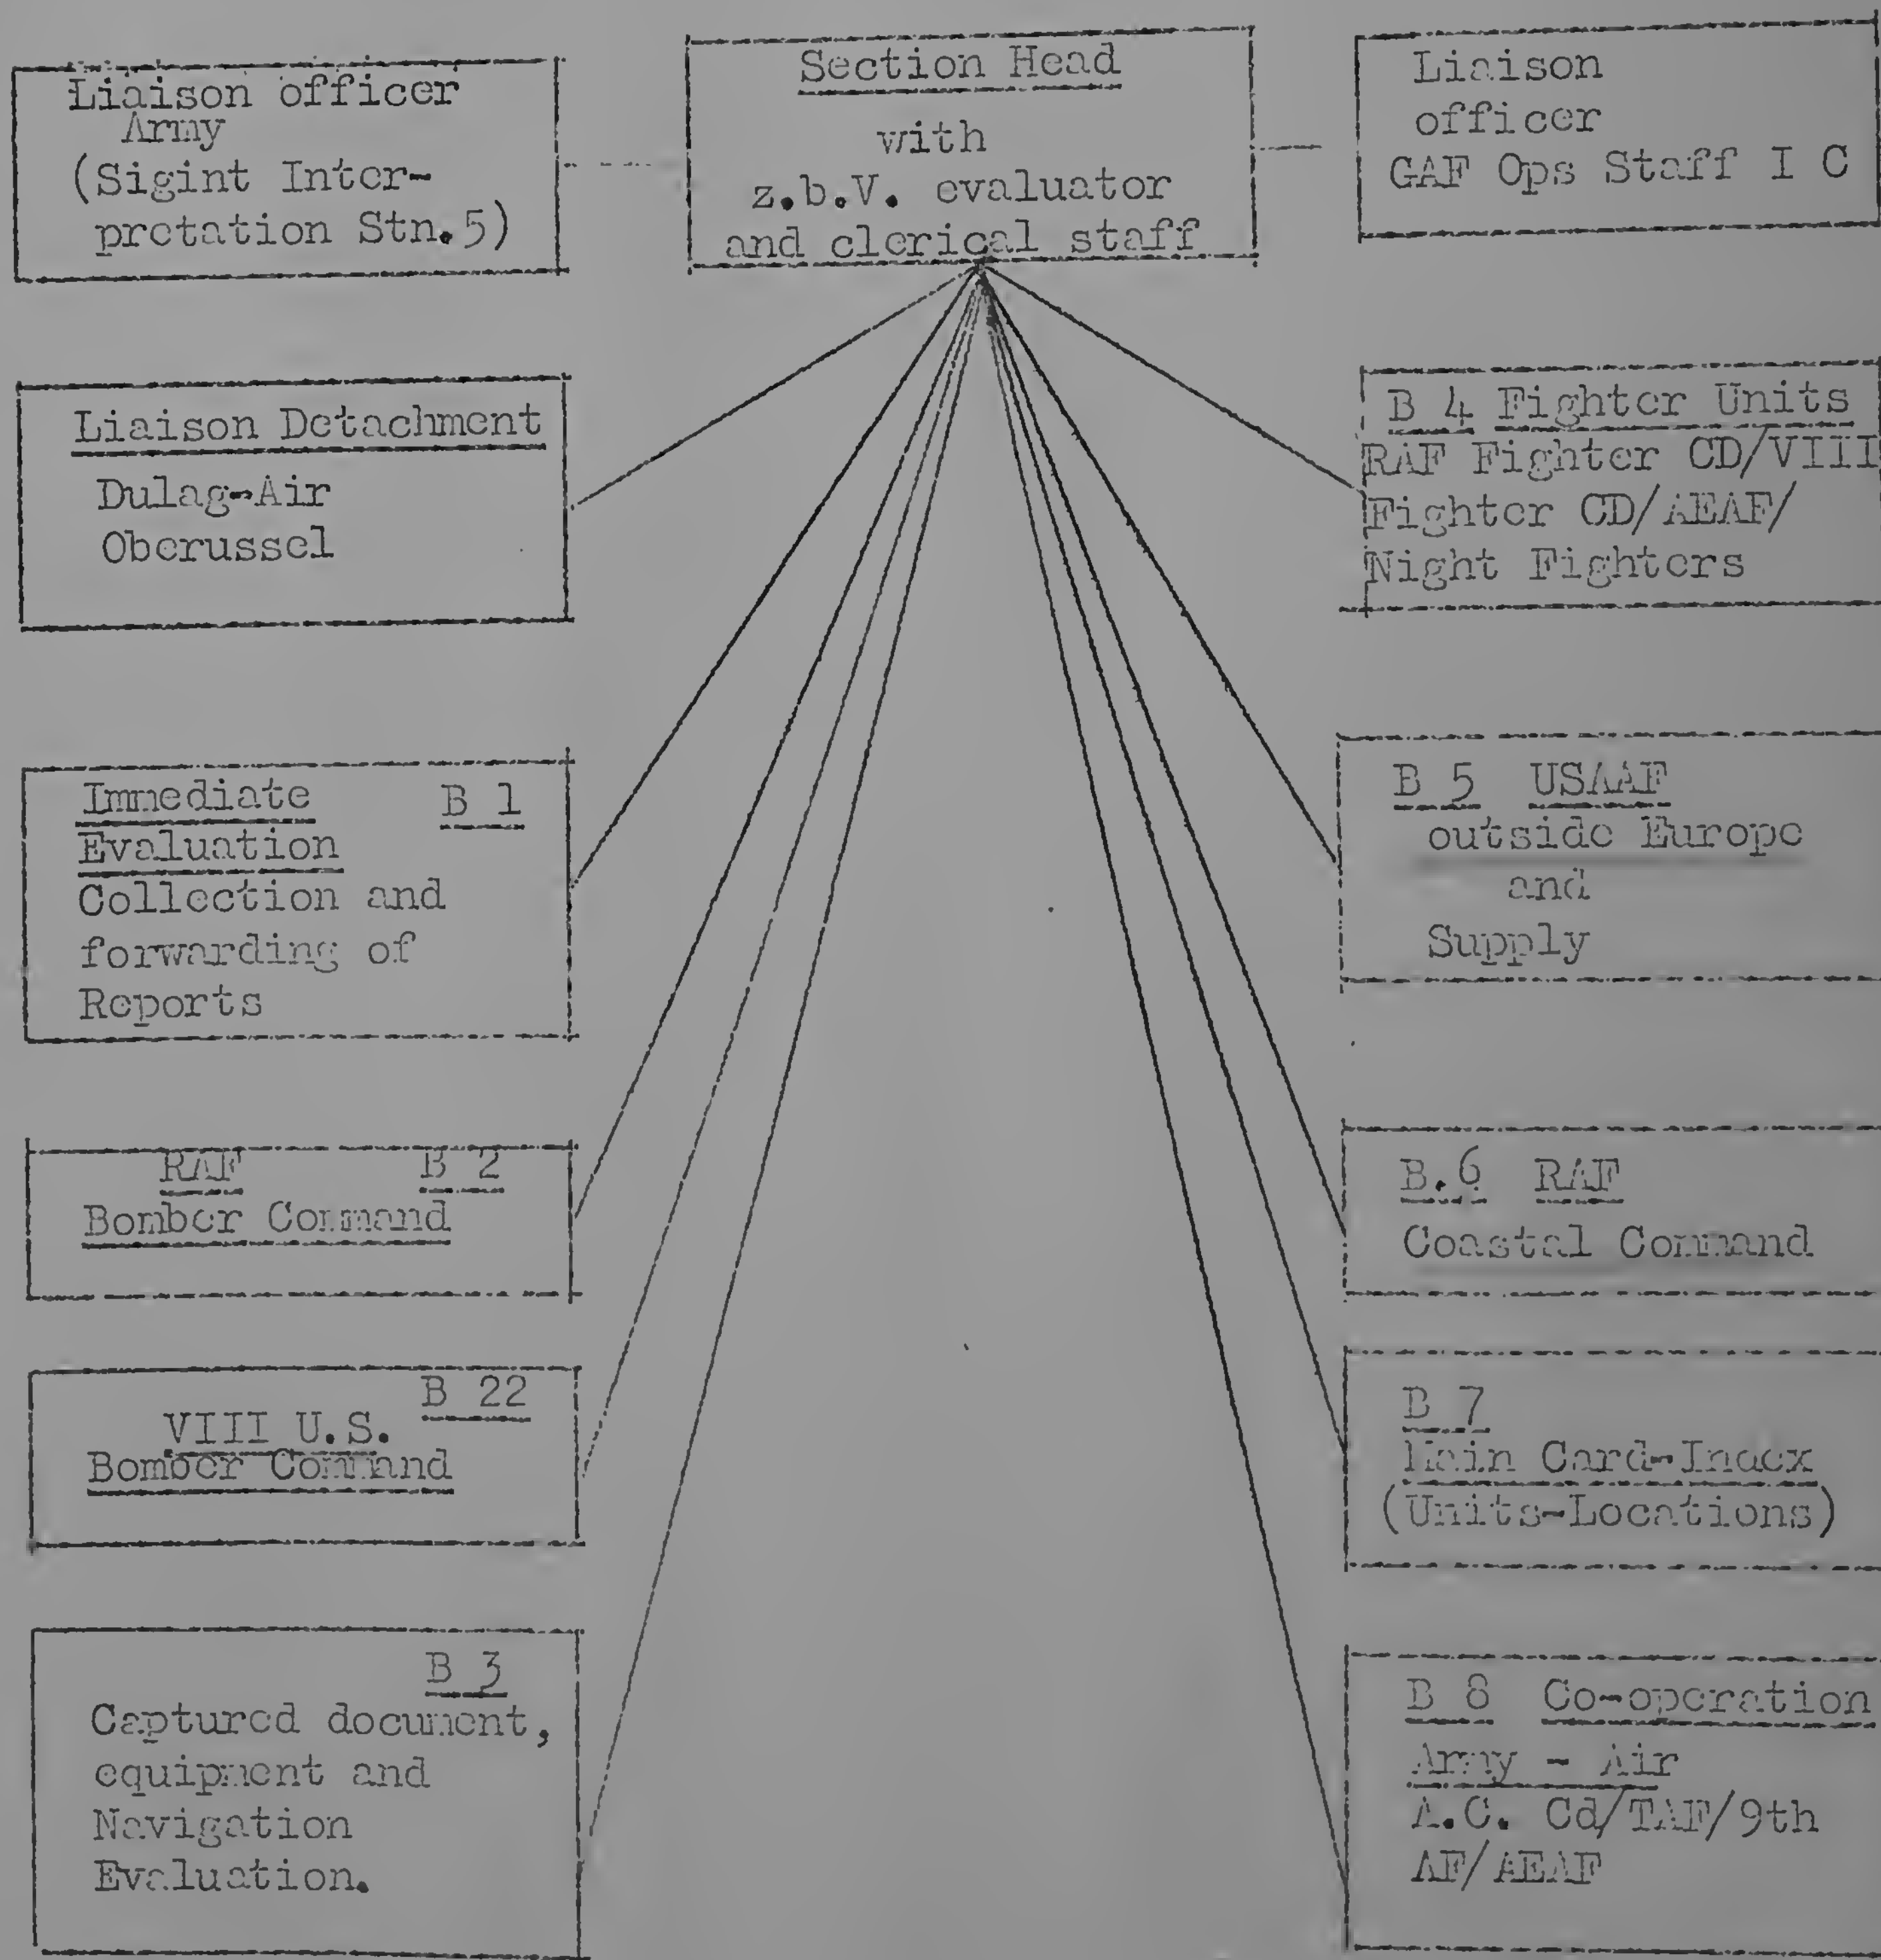 Liaison officer
Army
(Sigint Inter-
pretation Stn.5)
Section Head
with
z.b.V. evaluator
and clerical staff
Liaison
officer
GAF Ops Staff I C
Liaison Detachment
Dulag-Air
Oberussel
B 4 Fighter Units
RAF Fighter CD/VIII
Fighter CD/AEAF/
Night Fighters
Immediate B 1
Evaluation
Collection and
forwarding of
Reports
B 5 USAAF
outside Europe
and
Supply
RAF B 2
Bomber Command
B.6 RAF
Coastal Command
B 22
VIII U.S.
Bomber Command
B 7
Main Card-Index
(Units-Locations)
B 3
Captured document,
equipment and
Navigation
Evaluation.
B 8 Co-operation
Army - Air
A.C. Cd/TAF/9th
AF/AEAF